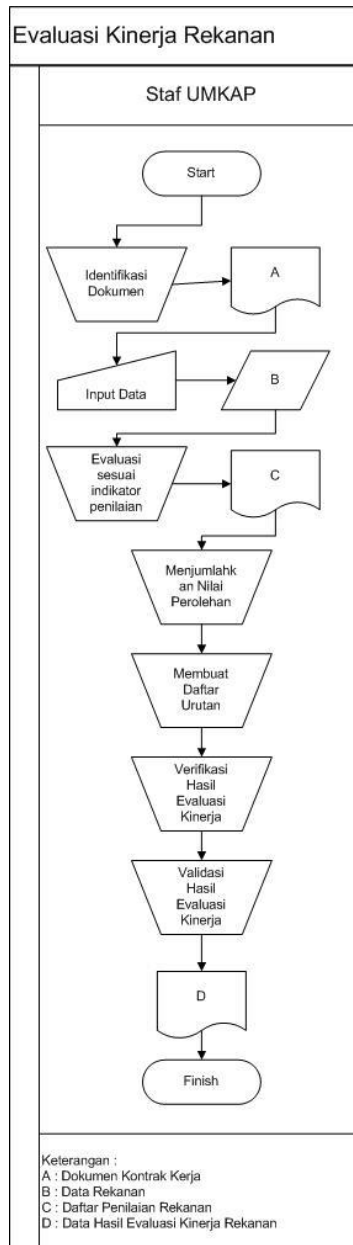 Evaluasi Kinerja Rekanan
Staf UMKAP
Start
Identifikasi
Dokumen
A
Input Data
B
Evaluasi
sesuai
indikator
penilaian
C
Menjumlahk
an Nilai
Perolehan
Membuat
Daftar
Urutan
Verifikasi
Hasil
Evaluasi
Kinerja
Validasi
Hasil
Evaluasi
Kinerja
D
Finish
Keterangan :
A : Dokumen Kontrak Kerja
B : Data Rekanan
C : Daftar Penilaian Rekanan
D : Data Hasil Evaluasi Kinerja Rekanan